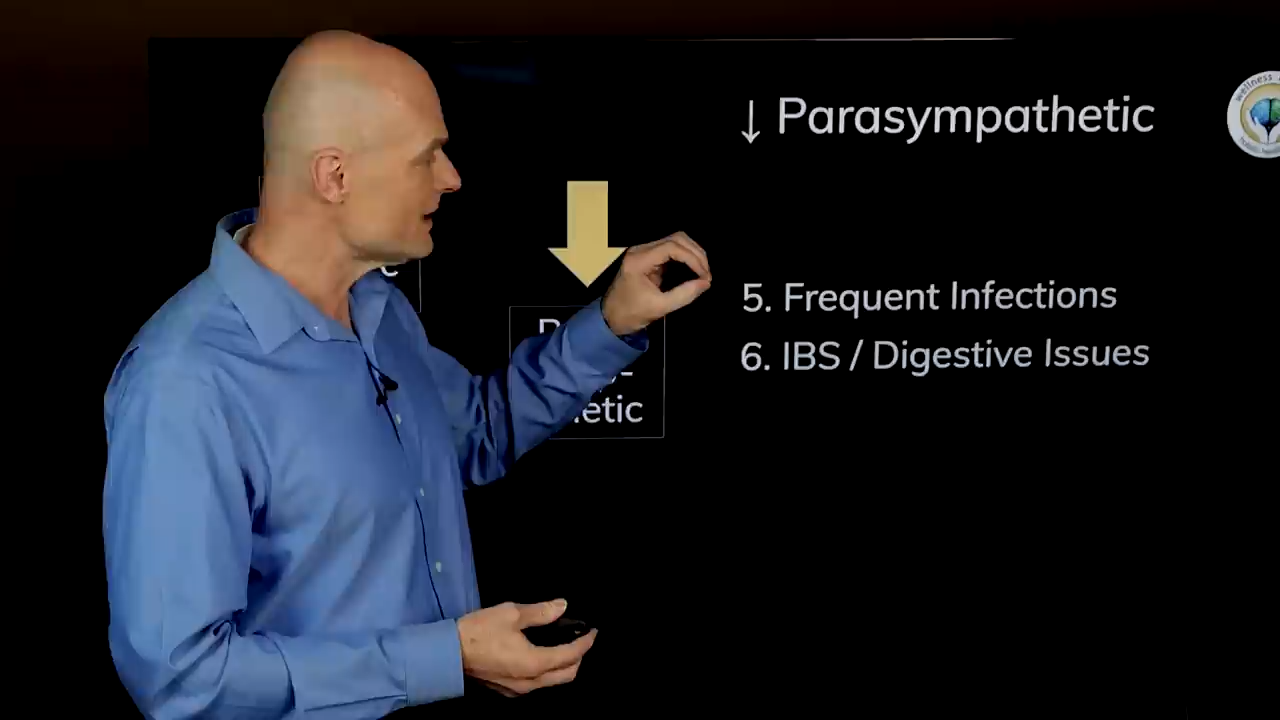 ↓ Parasympathetic
5. Frequent Infections
6. IBS / Digestive Issues